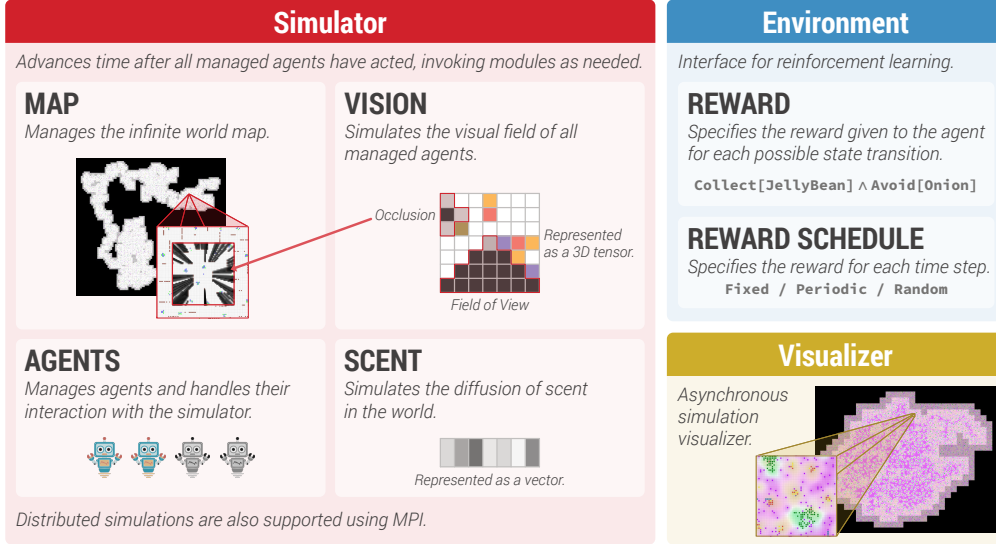 Simulator
Advances time after all managed agents have acted, invoking modules as needed.
MAP
Manages the infinite world map.
VISION
Simulates the visual field of all
managed agents.
Occlusion
Represented
as a 3D tensor.
Field of View
AGENTS
Manages agents and handles their
interaction with the simulator.
SCENT
Simulates the diffusion of scent
in the world.
Represented as a vector.
Distributed simulations are also supported using MPI.
Environment
Interface for reinforcement learning.
REWARD
Specifies the reward given to the agent
for each possible state transition.
Collect[JellyBean] ∧ Avoid[Onion]
REWARD SCHEDULE
Specifies the reward for each time step.
Fixed / Periodic / Random
Visualizer
Asynchronous
simulation
visualizer.